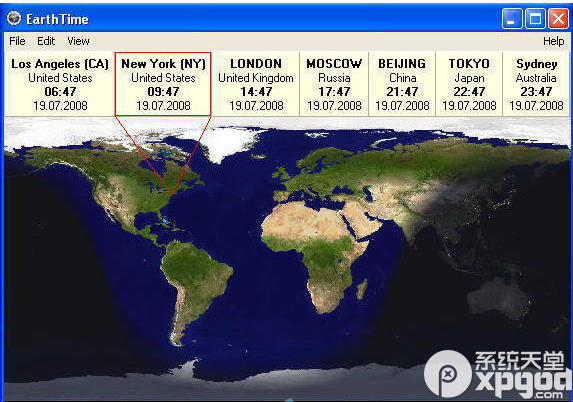 EarthTime
File Edit View Help
Los Angeles (CA)
United States
06:47
19.07.2008
New York (NY)
United States
09:47
19.07.2008
LONDON
United Kingdom
14:47
19.07.2008
MOSCOW
Russia
17:47
19.07.2008
BEIJING
China
21:47
19.07.2008
TOKYO
Japan
22:47
19.07.2008
Sydney
Australia
23:47
19.07.2008
系统天堂
xpgod
.com